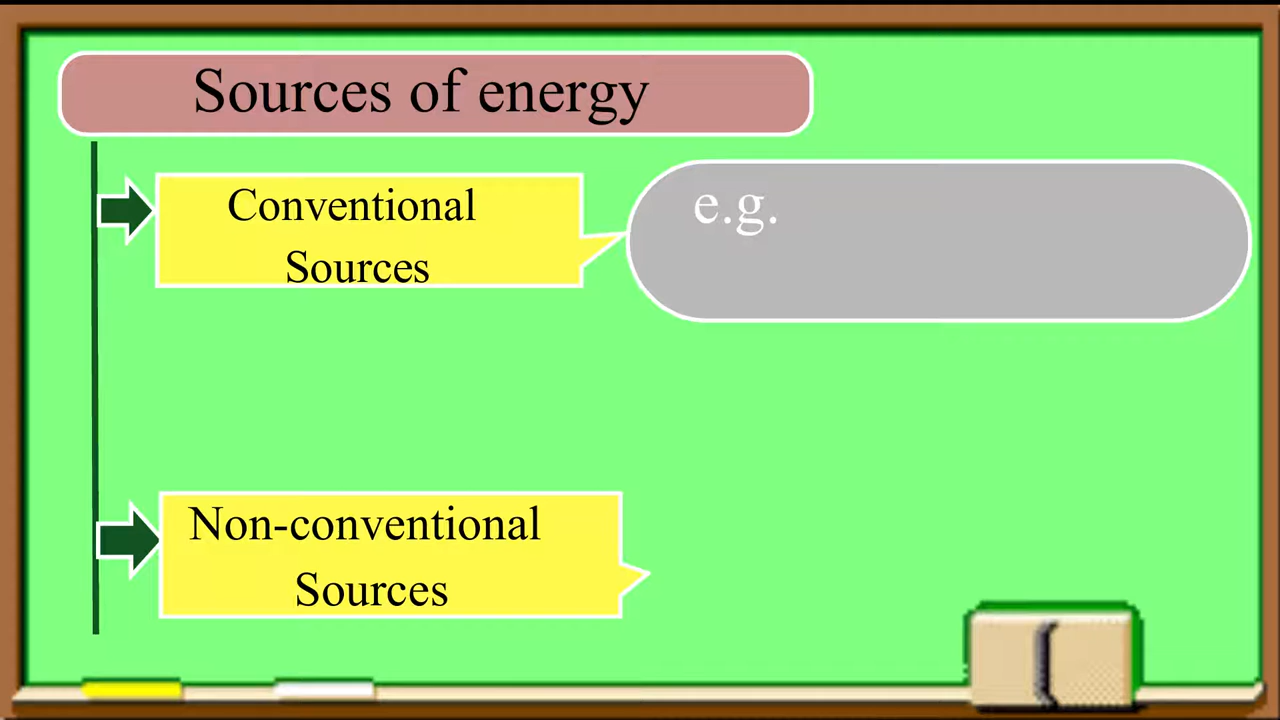 Sources of energy
Conventional
Sources
e.g.
Non-conventional
Sources